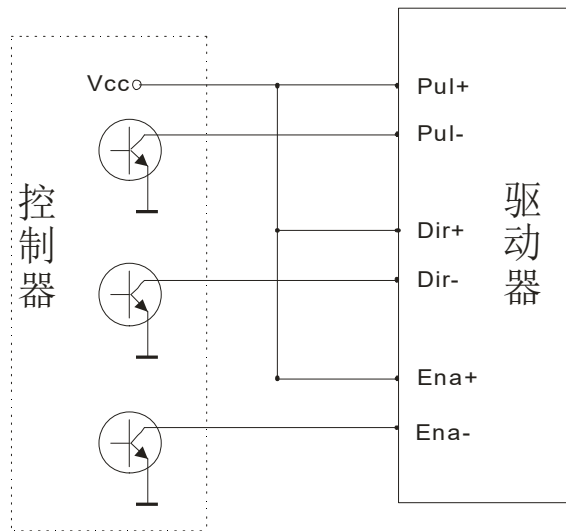 控制器
Vcc
Pul+
Pul-
Dir+
Dir-
Ena+
Ena-
驱动器